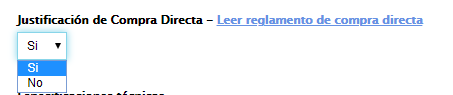 Justificación de Compra Directa – Leer reglamento de compra directa
Si
Si
No